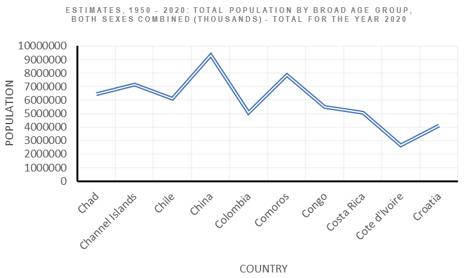 ESTIMATES, 1950 - 2020: TOTAL POPULATION BY BROAD AGE GROUP,
BOTH SEXES COMBINED (THOUSANDS) - TOTAL FOR THE YEAR 2020
POPULATION
10000000
9000000
8000000
7000000
6000000
5000000
4000000
3000000
2000000
1000000
0
Chad
Channel Islands
Chile
China
Colombia
Comoros
Congo
Costa Rica
Cote d'Ivoire
Croatia
COUNTRY